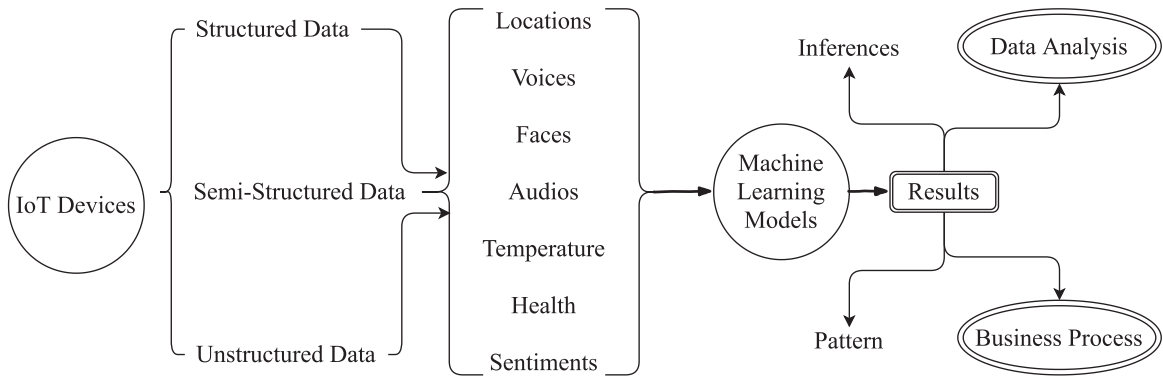 IoT Devices
Structured Data
Semi-Structured Data
Unstructured Data
Locations
Voices
Faces
Audios
Temperature
Health
Sentiments
Machine
Learning
Models
Results
Inferences
Data Analysis
Pattern
Business Process